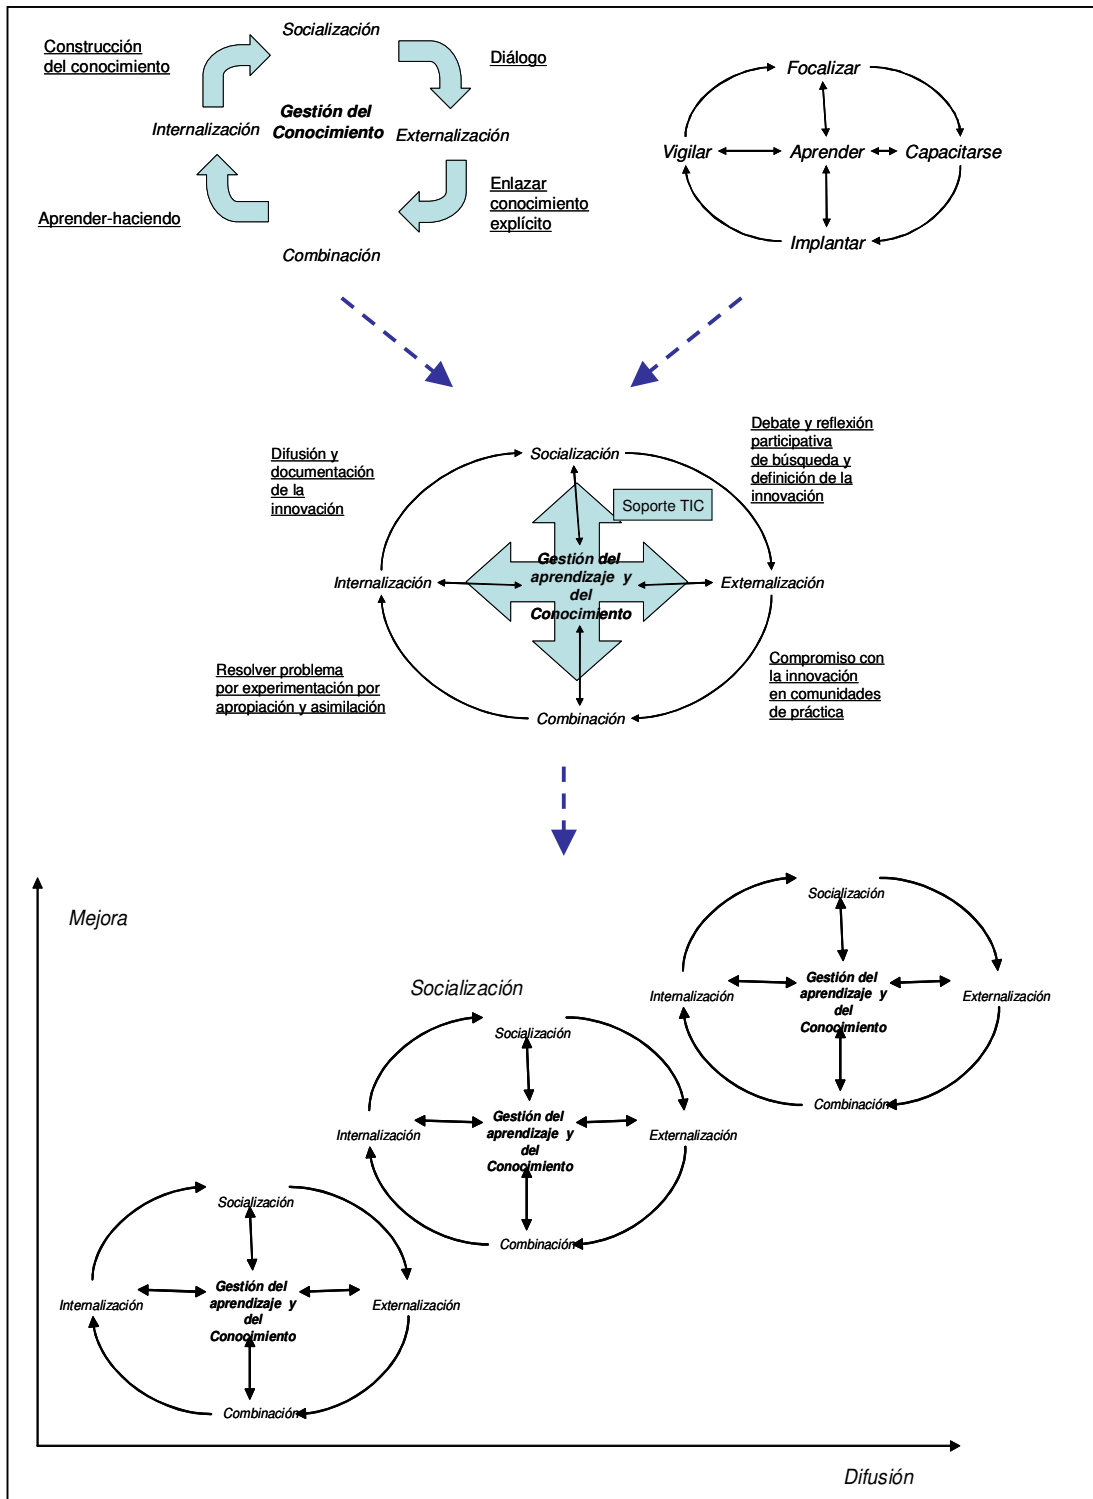 Socialización
Construcción
del conocimiento
Diálogo
Gestión del
Conocimiento
Internalización
Externalización
Enlazar
conocimiento
explícito
Aprender-haciendo
Combinación
Focalizar
Vigilar
Aprender
Capacitarse
Implantar
Difusión y
documentación
de la
innovación
Socialización
Debate y reflexión
participativa
de búsqueda y
definición de la
innovación
Soporte TIC
Internalización
Gestión del
aprendizaje y
del
Conocimiento
Externalización
Resolver problema
por experimentación por
apropiación y asimilación
Compromiso con
la innovación
en comunidades
de práctica
Combinación
Mejora
Socialización
Internalización
Gestión del
aprendizaje y
del
Conocimiento
Externalización
Combinación
Socialización
Socialización
Internalización
Gestión del
aprendizaje y
del
Conocimiento
Externalización
Combinación
Socialización
Internalización
Gestión del
aprendizaje y
del
Conocimiento
Externalización
Combinación
Difusión